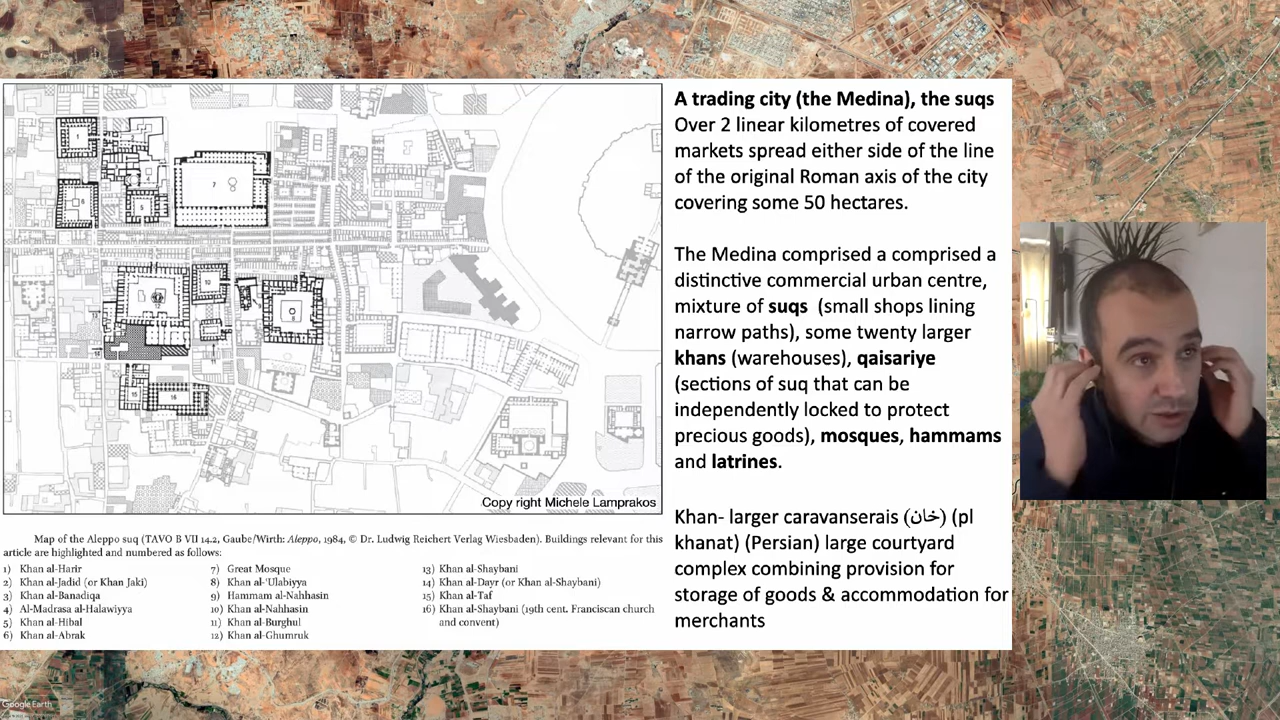 A trading city (the Medina), the suqs
Over 2 linear kilometres of covered
markets spread either side of the line
of the original Roman axis of the city
covering some 50 hectares.
The Medina comprised a comprised a
distinctive commercial urban centre,
mixture of suqs (small shops lining
narrow paths), some twenty larger
khans (warehouses), qaisariye
(sections of suq that can be
independently locked to protect
precious goods), mosques, hammams
and latrines.
Khan- larger caravanserais (خان) (pl
khanat) (Persian) large courtyard
complex combining provision for
storage of goods & accommodation for
merchants
1
5
6
7
8
10
15
16
Copy right Michele Lamprakos
Map of the Aleppo suq (TAVO B VII 14.2, Gaube/Wirth: Aleppo, 1984, © Dr. Ludwig Reichert Verlag Wiesbaden). Buildings relevant for this
article are highlighted and numbered as follows:
1) Khan al-Harir
2) Khan al-Jadid (or Khan Jaki)
3) Khan al-Banadiqa
4) Al-Madrasa al-Halawiyya
5) Khan al-Hibal
6) Khan al-Abrak
7) Great Mosque
8) Khan al-'Ulabiyya
9) Hammam al-Nahhasin
10) Khan al-Nahhasin
11) Khan al-Burghul
12) Khan al-Ghumruk
13) Khan al-Shaybani
14) Khan al-Dayr (or Khan al-Shaybani)
15) Khan al-Taf
16) Khan al-Shaybani (19th cent. Franciscan church
and convent)
Google Earth